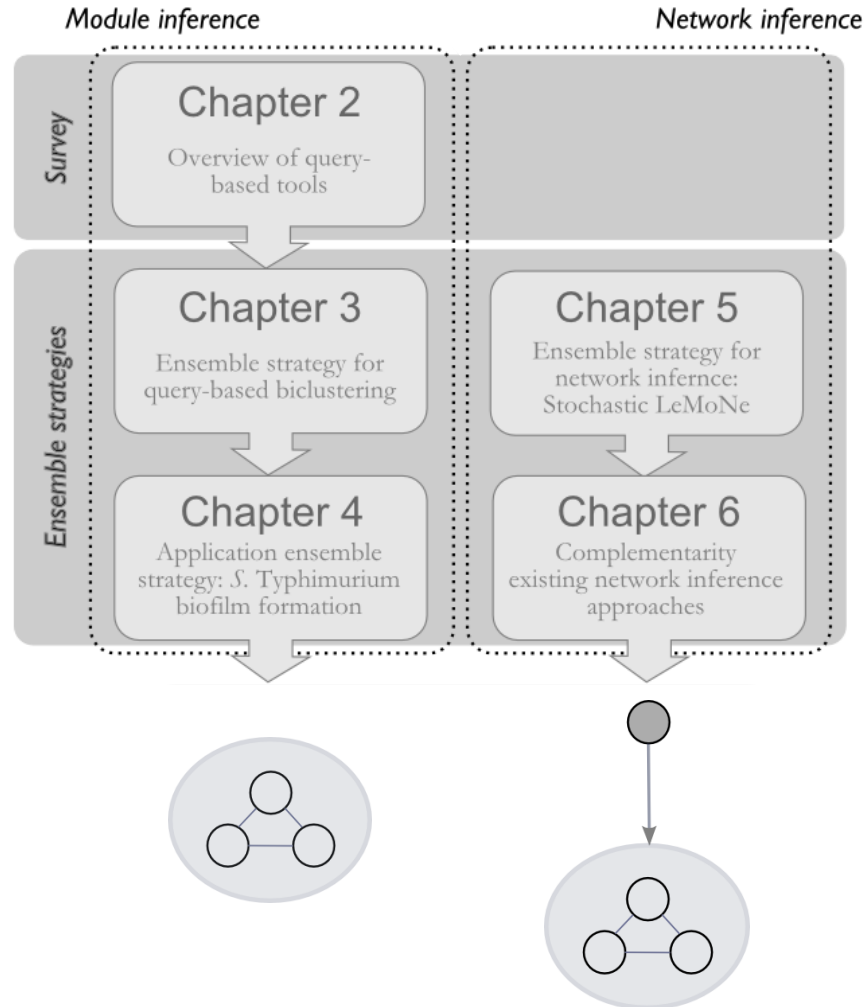 Module inference
Network inference
Survey
Chapter 2
Overview of query-
based tools
Ensemble strategies
Chapter 3
Ensemble strategy for
query-based biclustering
Chapter 5
Ensemble strategy for
network infernce:
Stochastic LeMoNe
Chapter 4
Application ensemble
strategy: S. Typhimurium
biofilm formation
Chapter 6
Complementarity
existing network inference
approaches